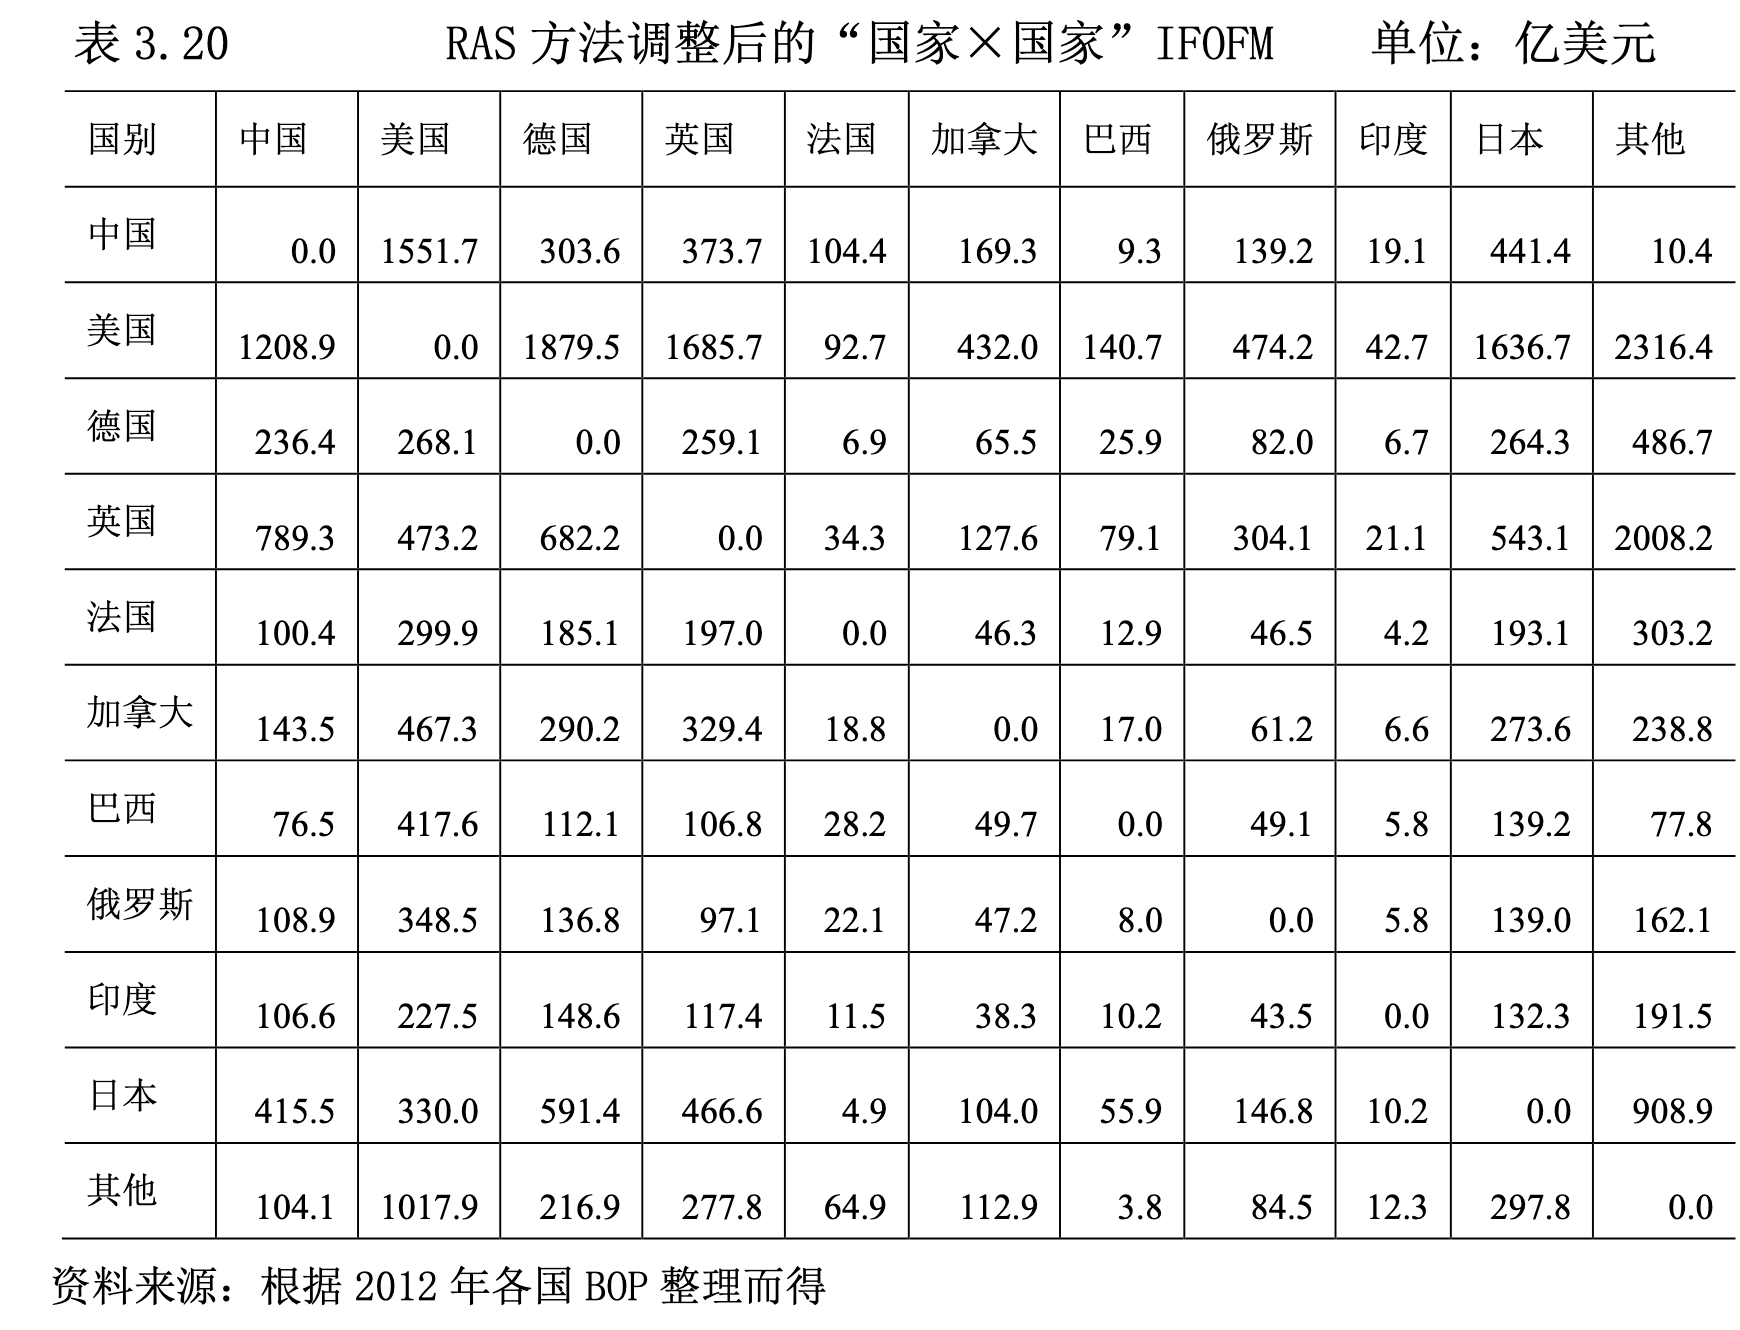 表 3.20 RAS 方法调整后的“国家×国家”IFOFM 单位：亿美元
国别 中国 美国 德国 英国 法国 加拿大 巴西 俄罗斯 印度 日本 其他
中国 0.0 1551.7 303.6 373.7 104.4 169.3 9.3 139.2 19.1 441.4 10.4
美国 1208.9 0.0 1879.5 1685.7 92.7 432.0 140.7 474.2 42.7 1636.7 2316.4
德国 236.4 268.1 0.0 259.1 6.9 65.5 25.9 82.0 6.7 264.3 486.7
英国 789.3 473.2 682.2 0.0 34.3 127.6 79.1 304.1 21.1 543.1 2008.2
法国 100.4 299.9 185.1 197.0 0.0 46.3 12.9 46.5 4.2 193.1 303.2
加拿大 143.5 467.3 290.2 329.4 18.8 0.0 17.0 61.2 6.6 273.6 238.8
巴西 76.5 417.6 112.1 106.8 28.2 49.7 0.0 49.1 5.8 139.2 77.8
俄罗斯 108.9 348.5 136.8 97.1 22.1 47.2 8.0 0.0 5.8 139.0 162.1
印度 106.6 227.5 148.6 117.4 11.5 38.3 10.2 43.5 0.0 132.3 191.5
日本 415.5 330.0 591.4 466.6 4.9 104.0 55.9 146.8 10.2 0.0 908.9
其他 104.1 1017.9 216.9 277.8 64.9 112.9 3.8 84.5 12.3 297.8 0.0
资料来源：根据 2012 年各国 BOP 整理而得